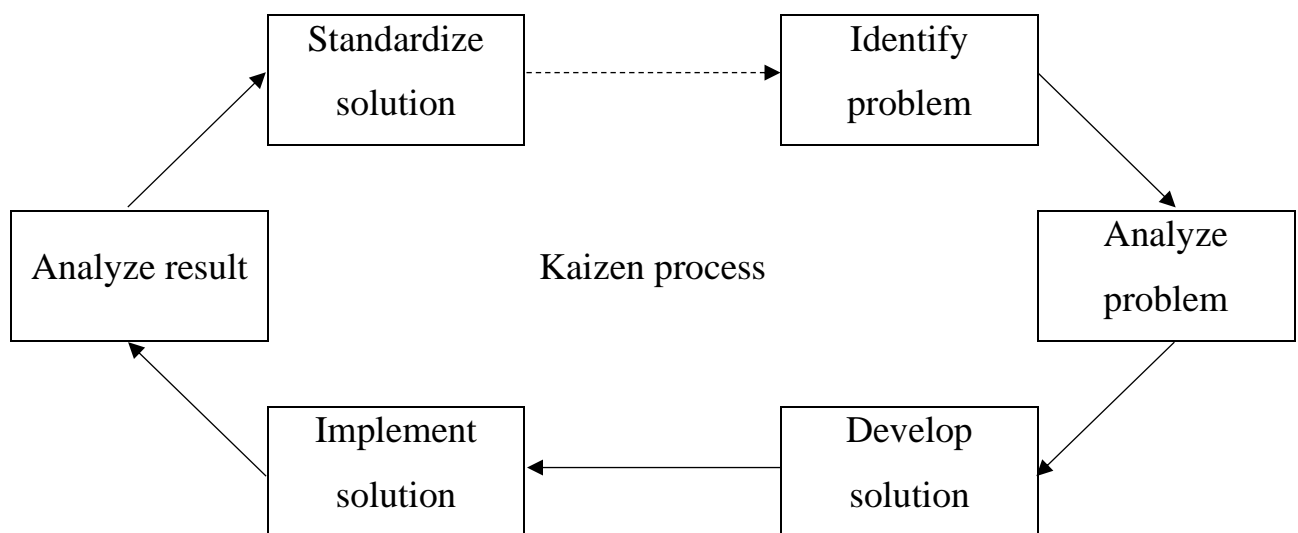 Standardize
solution
Identify
problem
Analyze result
Kaizen process
Analyze
problem
Implement
solution
Develop
solution